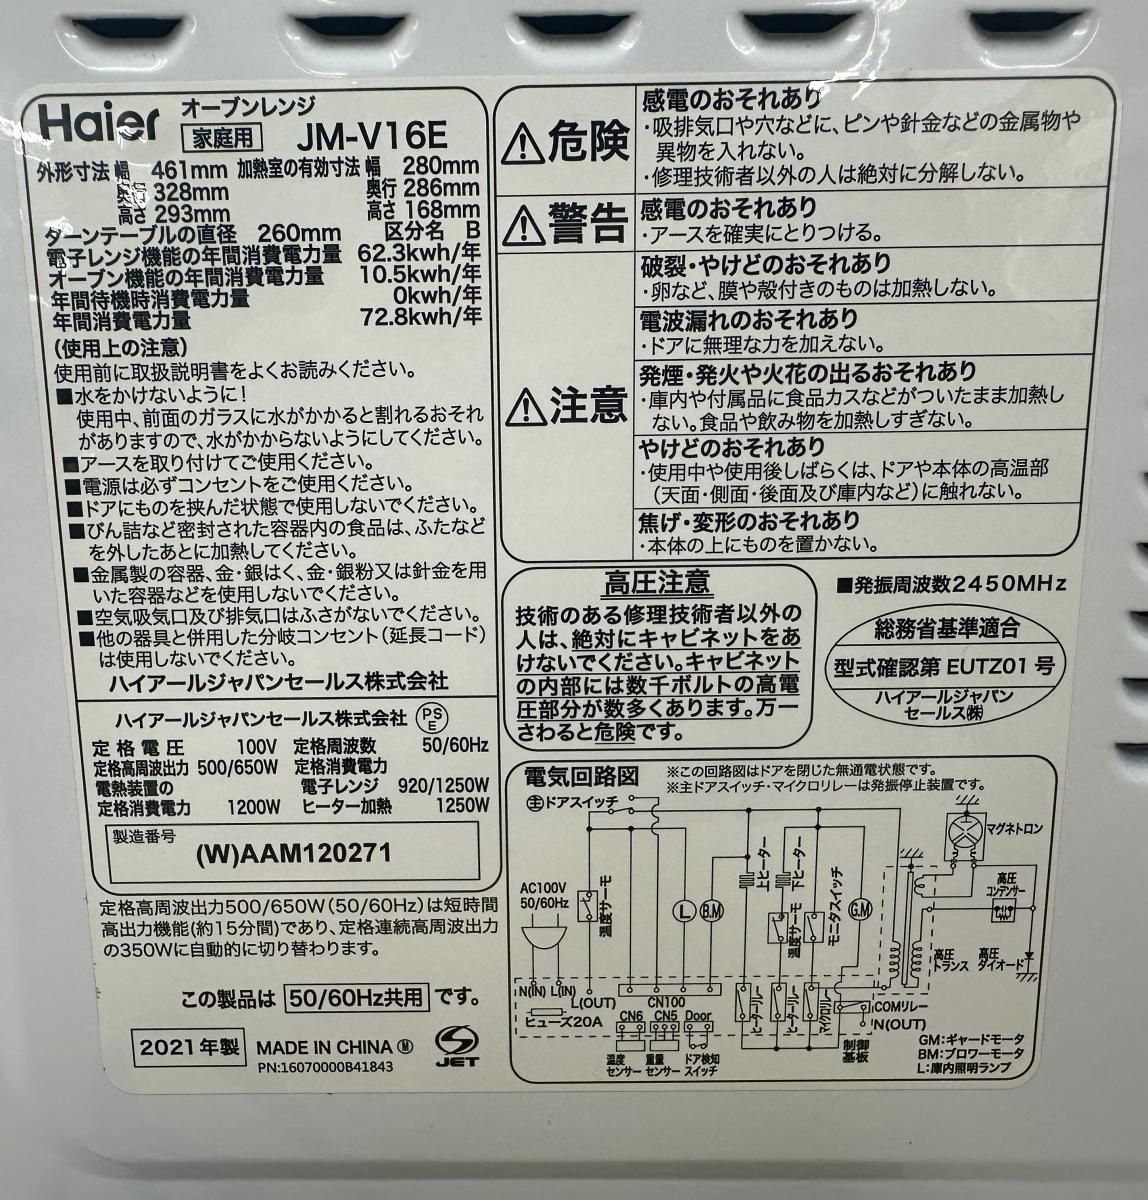 Haier オーブンレンジ
家庭用 JM-V16E
外形寸法 幅 461mm 加熱室の有効寸法 幅 280mm
奥行 328mm 奥行 286mm
高さ 293mm 高さ 168mm
ターンテーブルの直径 260mm 区分名 B
電子レンジ機能の年間消費電力量 62.3kwh/年
オーブン機能の年間消費電力量 10.5kwh/年
年間待機時消費電力量 0kwh/年
年間消費電力量 72.8kwh/年
(使用上の注意)
使用前に取扱説明書をよくお読みください。
■水をかけないように!
使用中、前面のガラスに水がかかると割れるおそれ
がありますので、水がかからないようにしてください。
■アースを取り付けてご使用ください。
■電源は必ずコンセントをご使用ください。
■ドアにものを挟んだ状態で使用しないでください。
■びん詰など密封された容器内の食品は、ふたなど
を外したあとに加熱してください。
■金属製の容器、金・銀はく、金・銀粉又は針金を用
いた容器などを使用しないでください。
■空気吸気口及び排気口はふさがないでください。
■他の器具と併用した分岐コンセント(延長コード)
は使用しないでください。
ハイアールジャパンセールス株式会社
ハイアールジャパンセールス株式会社 PSE
定格電圧 100V 定格周波数 50/60Hz
定格高周波出力 500/650W 定格消費電力
電熱装置の 電子レンジ 920/1250W
定格消費電力 1200W ヒーター加熱 1250W
製造番号
(W)AAM120271
定格高周波出力500/650W(50/60Hz)は短時間
高出力機能(約15分間)であり、定格連続高周波出力
の350Wに自動的に切り替わります。
この製品は 50/60Hz共用 です。
2021年製 MADE IN CHINA Ⓜ JET
PN:16070000B41843
⚠危険
感電のおそれあり
・吸排気口や穴などに、ピンや針金などの金属物や
異物を入れない。
・修理技術者以外の人は絶対に分解しない。
⚠警告
感電のおそれあり
・アースを確実にとりつける。
⚠注意
破裂・やけどのおそれあり
・卵など、膜や殻付きのものは加熱しない。
電波漏れのおそれあり
・ドアに無理な力を加えない。
発煙・発火や火花の出るおそれあり
・庫内や付属品に食品カスなどがついたまま加熱し
ない。食品や飲み物を加熱しすぎない。
やけどのおそれあり
・使用中や使用後しばらくは、ドアや本体の高温部
(天面・側面・後面及び庫内など)に触れない。
焦げ・変形のおそれあり
・本体の上にものを置かない。
高圧注意
技術のある修理技術者以外の
人は、絶対にキャビネットをあ
けないでください。キャビネット
の内部には数千ボルトの高電
圧部分が数多くあります。万一
さわると危険です。
■発振周波数2450MHz
総務省基準適合
型式確認第 EUTZ01 号
ハイアールジャパン
セールス㈱
電気回路図 ※この回路図はドアを閉じた無通電状態です。
※主ドアスイッチ・マイクロリレーは発振停止装置です。
主ドアスイッチ
マグネトロン
上ヒーター
下ヒーター
モニタスイッチ
高圧
コンデンサー
AC100V
50/60Hz
温度サーモ
L
B.M
温度サーモ
G.M
高圧
トランス
高圧
ダイオード
N(IN) L(IN) L(OUT)
CN100
ヒューズ20A
CN6 CN5 Door
ヒーターリレー
ヒーターリレー
マイクロリレー
COMリレー
N(OUT)
温度
センサー
重量
センサー
ドア検知
スイッチ
制御
基板
GM:ギャードモータ
BM:ブロワーモータ
L:庫内照明ランプ